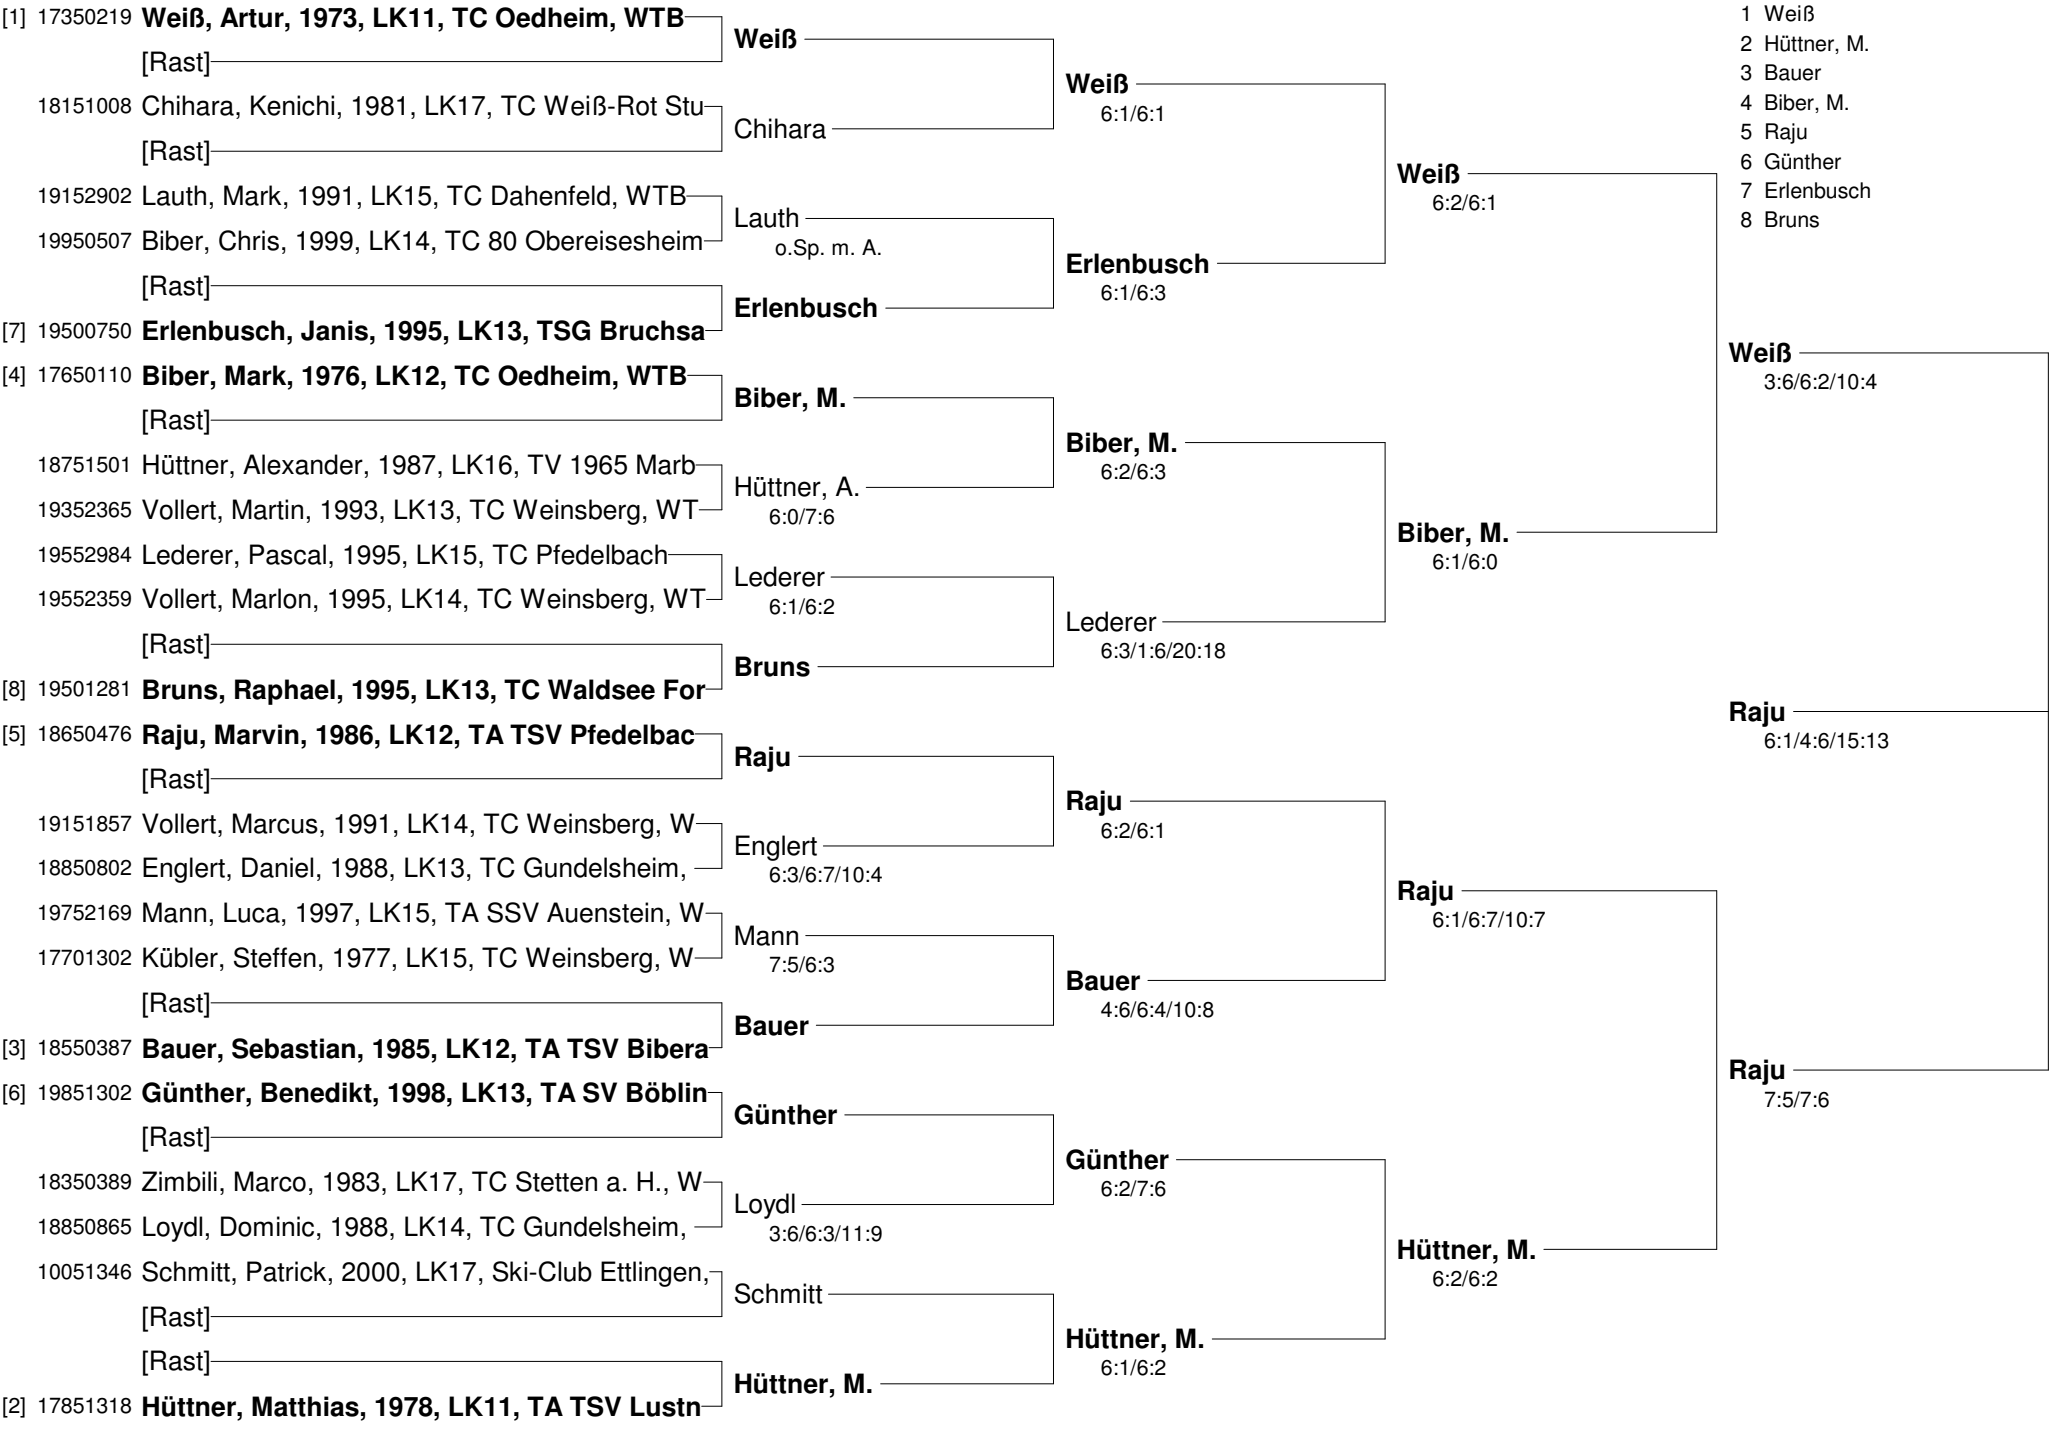 [1] 17350219 Weiß, Artur, 1973, LK11, TC Oedheim, WTB
[Rast]
18151008 Chihara, Kenichi, 1981, LK17, TC Weiß-Rot Stu
[Rast]
19152902 Lauth, Mark, 1991, LK15, TC Dahenfeld, WTB
19950507 Biber, Chris, 1999, LK14, TC 80 Obereisesheim
[Rast]
[7] 19500750 Erlenbusch, Janis, 1995, LK13, TSG Bruchsa
[4] 17650110 Biber, Mark, 1976, LK12, TC Oedheim, WTB
[Rast]
18751501 Hüttner, Alexander, 1987, LK16, TV 1965 Marb
19352365 Vollert, Martin, 1993, LK13, TC Weinsberg, WT
19552984 Lederer, Pascal, 1995, LK15, TC Pfedelbach
19552359 Vollert, Marlon, 1995, LK14, TC Weinsberg, WT
[Rast]
[8] 19501281 Bruns, Raphael, 1995, LK13, TC Waldsee For
[5] 18650476 Raju, Marvin, 1986, LK12, TA TSV Pfedelbac
[Rast]
19151857 Vollert, Marcus, 1991, LK14, TC Weinsberg, W
18850802 Englert, Daniel, 1988, LK13, TC Gundelsheim,
19752169 Mann, Luca, 1997, LK15, TA SSV Auenstein, W
17701302 Kübler, Steffen, 1977, LK15, TC Weinsberg, W
[Rast]
[3] 18550387 Bauer, Sebastian, 1985, LK12, TA TSV Bibera
[6] 19851302 Günther, Benedikt, 1998, LK13, TA SV Böblin
[Rast]
18350389 Zimbili, Marco, 1983, LK17, TC Stetten a. H., W
18850865 Loydl, Dominic, 1988, LK14, TC Gundelsheim,
10051346 Schmitt, Patrick, 2000, LK17, Ski-Club Ettlingen,
[Rast]
[Rast]
[2] 17851318 Hüttner, Matthias, 1978, LK11, TA TSV Lustn
Weiß
Chihara
Lauth
o.Sp. m. A.
Erlenbusch
Biber, M.
Hüttner, A.
6:0/7:6
Lederer
6:1/6:2
Bruns
Raju
Englert
6:3/6:7/10:4
Mann
7:5/6:3
Bauer
Günther
Loydl
3:6/6:3/11:9
Schmitt
Hüttner, M.
Weiß
6:1/6:1
Erlenbusch
6:1/6:3
Biber, M.
6:2/6:3
Lederer
6:3/1:6/20:18
Raju
6:2/6:1
Bauer
4:6/6:4/10:8
Günther
6:2/7:6
Hüttner, M.
6:1/6:2
Weiß
6:2/6:1
Biber, M.
6:1/6:0
Raju
6:1/6:7/10:7
Hüttner, M.
6:2/6:2
Weiß
3:6/6:2/10:4
Raju
6:1/4:6/15:13
Raju
7:5/7:6
1 Weiß
2 Hüttner, M.
3 Bauer
4 Biber, M.
5 Raju
6 Günther
7 Erlenbusch
8 Bruns